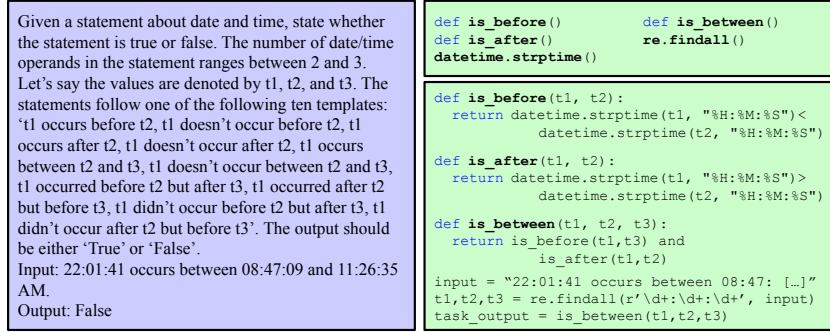 Given a statement about date and time, state whether
the statement is true or false. The number of date/time
operands in the statement ranges between 2 and 3.
Let's say the values are denoted by t1, t2, and t3. The
statements follow one of the following ten templates:
‘t1 occurs before t2, t1 doesn't occur before t2, t1
occurs after t2, t1 doesn't occur after t2, t1 occurs
between t2 and t3, t1 doesn't occur between t2 and t3,
t1 occurred before t2 but after t3, t1 occurred after t2
but before t3, t1 didn't occur before t2 but after t3, t1
didn't occur after t2 but before t3’. The output should
be either ‘True’ or ‘False’.
Input: 22:01:41 occurs between 08:47:09 and 11:26:35
AM.
Output: False
def is_before() def is_between()
def is_after() re.findall()
datetime.strptime()
def is_before(t1, t2):
return datetime.strptime(t1, "%H:%M:%S")<
datetime.strptime(t2, "%H:%M:%S")
def is_after(t1, t2):
return datetime.strptime(t1, "%H:%M:%S")>
datetime.strptime(t2, "%H:%M:%S")
def is_between(t1, t2, t3):
return is_before(t1,t3) and
is_after(t1,t2)
input = “22:01:41 occurs between 08:47: […]”
t1,t2,t3 = re.findall(r’\d+:\d+:\d+’, input)
task_output = is_between(t1,t2,t3)